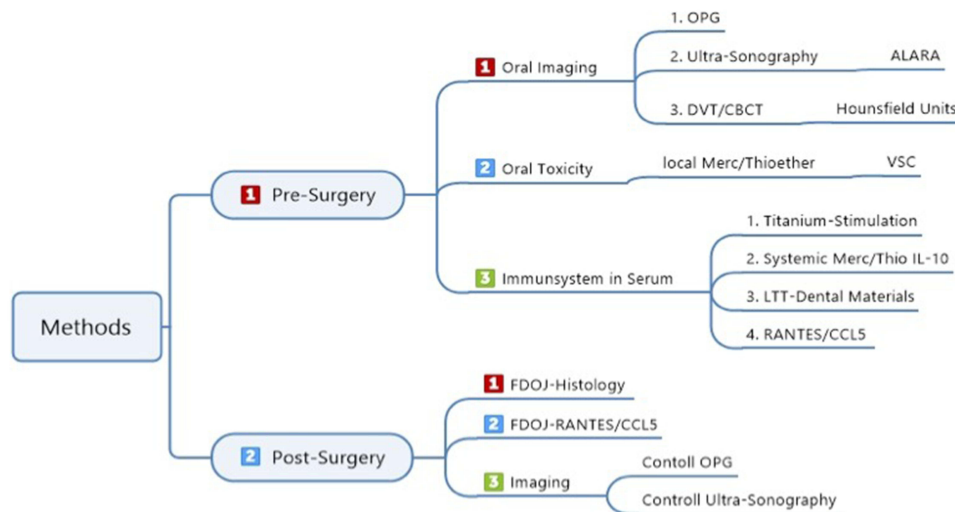 1. OPG
2. Ultra-Sonography
ALARA
1 Oral Imaging
3. DVT/CBCT
Hounsfield Units
2 Oral Toxicity
local Merc/Thioether
VSC
1 Pre-Surgery
1. Titanium-Stimulation
2. Systemic Merc/Thio IL-10
3 Immunsystem in Serum
3. LTT-Dental Materials
4. RANTES/CCL5
Methods
1 FDOJ-Histology
2 FDOJ-RANTES/CCL5
2 Post-Surgery
3 Imaging
Contoll OPG
Controll Ultra-Sonography